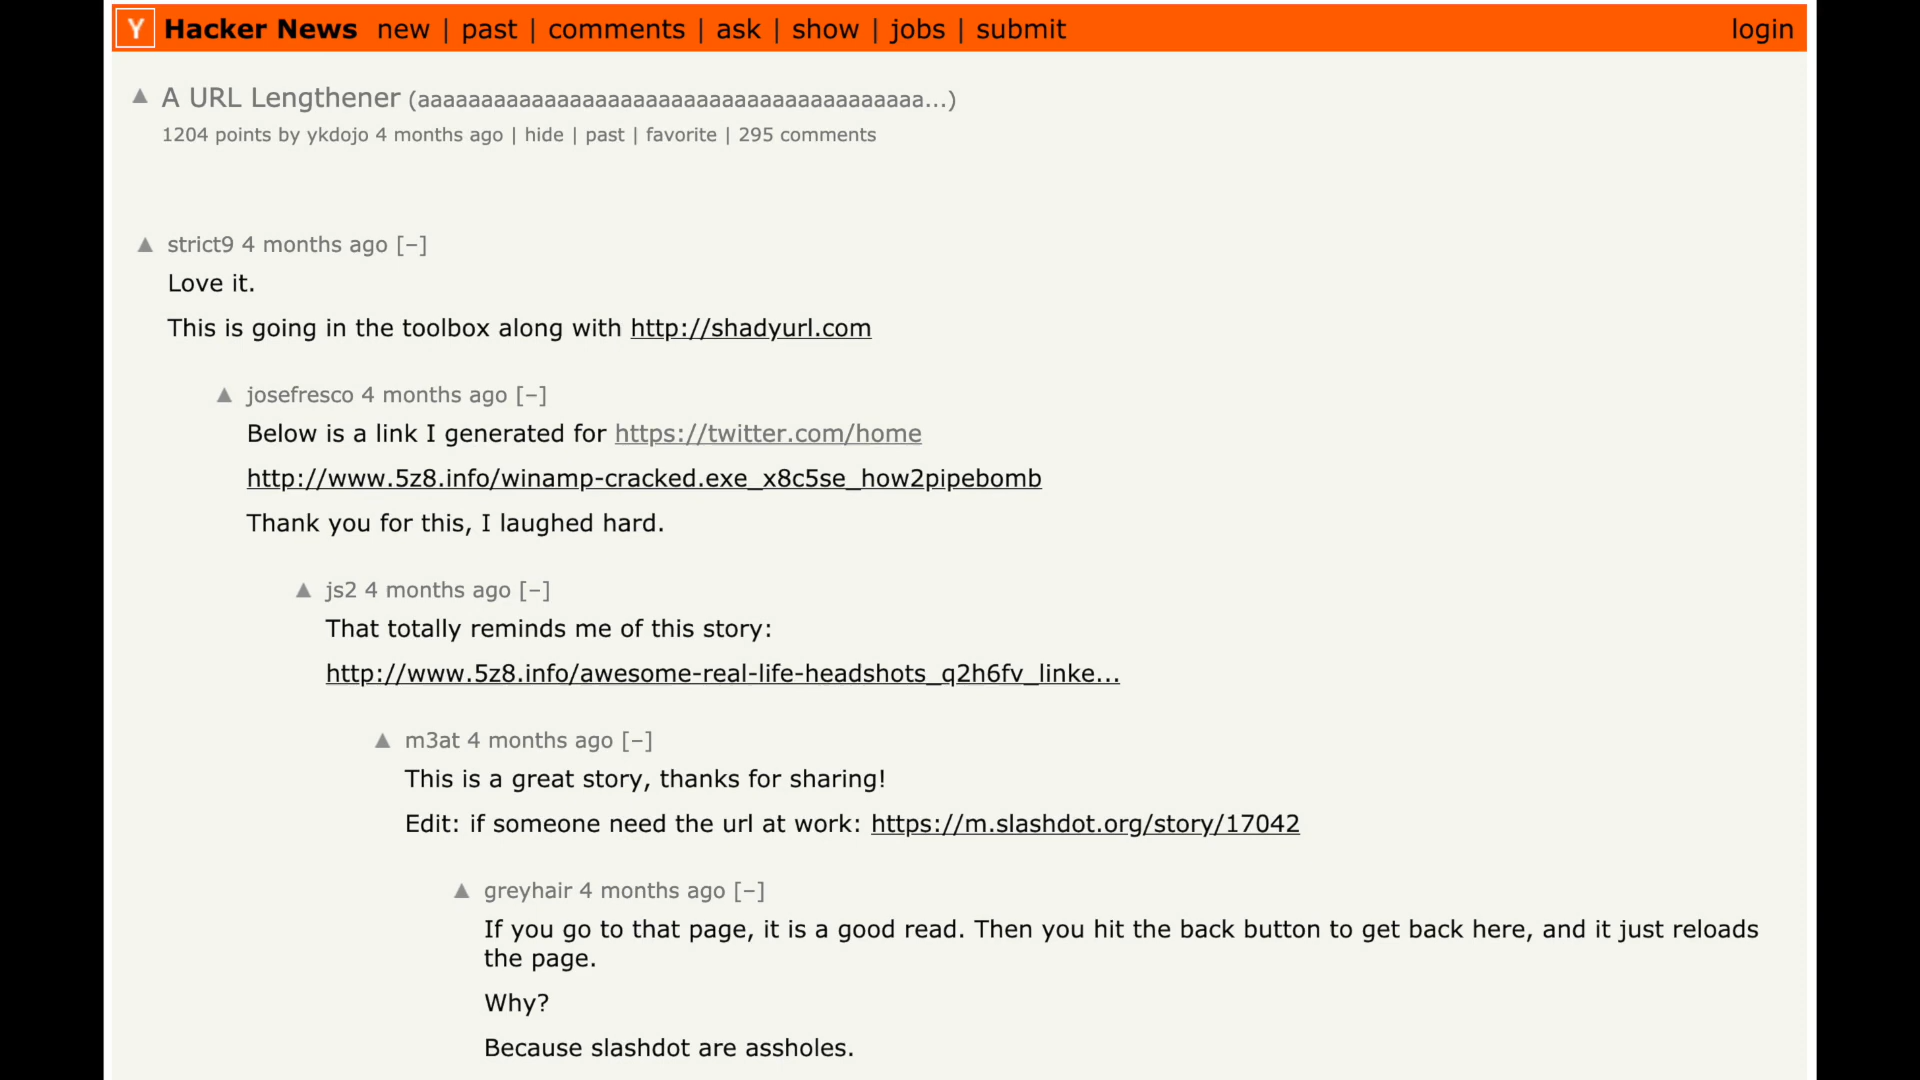 Y Hacker News new | past | comments | ask | show | jobs | submit login
▲ A URL Lengthener (aaaaaaaaaaaaaaaaaaaaaaaaaaaaaaaaaaaaaaaa...)
1204 points by ykdojo 4 months ago | hide | past | favorite | 295 comments
▲ strict9 4 months ago [–]
Love it.
This is going in the toolbox along with http://shadyurl.com
▲ josefresco 4 months ago [–]
Below is a link I generated for https://twitter.com/home
http://www.5z8.info/winamp-cracked.exe_x8c5se_how2pipebomb
Thank you for this, I laughed hard.
▲ js2 4 months ago [–]
That totally reminds me of this story:
http://www.5z8.info/awesome-real-life-headshots_q2h6fv_linke...
▲ m3at 4 months ago [–]
This is a great story, thanks for sharing!
Edit: if someone need the url at work: https://m.slashdot.org/story/17042
▲ greyhair 4 months ago [–]
If you go to that page, it is a good read. Then you hit the back button to get back here, and it just reloads
the page.
Why?
Because slashdot are assholes.